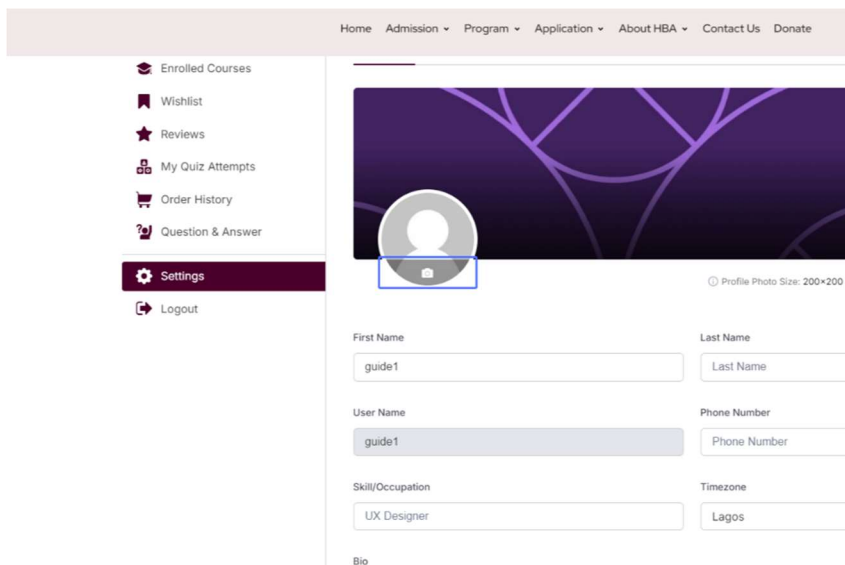 Home Admission Program Application About HBA Contact Us Donate
Enrolled Courses
Wishlist
Reviews
My Quiz Attempts
Order History
Question & Answer
Settings
Logout
Profile Photo Size: 200×200
First Name
Last Name
guide1
Last Name
User Name
Phone Number
guide1
Phone Number
Skill/Occupation
Timezone
UX Designer
Lagos
Bio